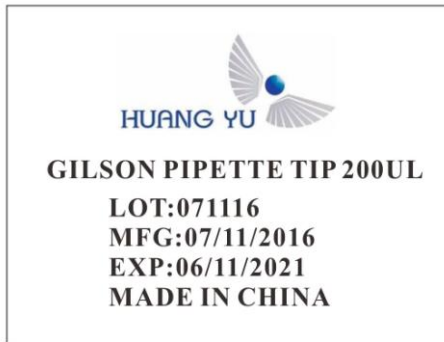 HUANG YU
GILSON PIPETTE TIP 200UL
LOT:071116
MFG:07/11/2016
EXP:06/11/2021
MADE IN CHINA